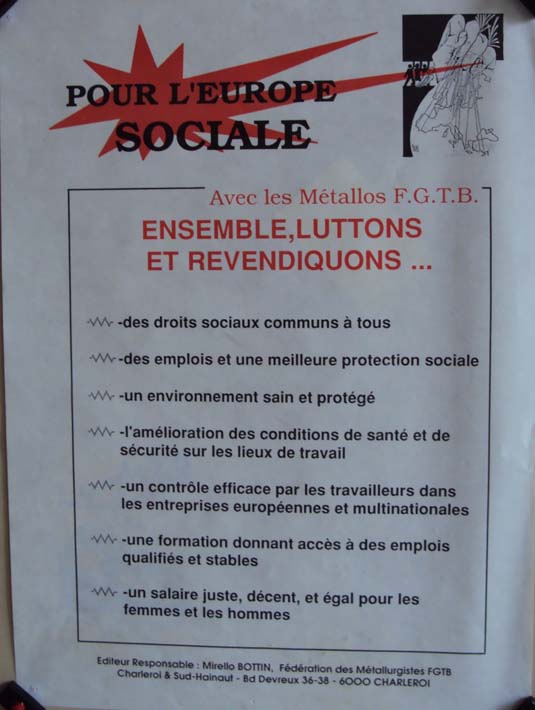 POUR L'EUROPE
SOCIALE
Avec les Métallos F.G.T.B.
ENSEMBLE,LUTTONS
ET REVENDIQUONS ...
-des droits sociaux communs à tous
-des emplois et une meilleure protection sociale
-un environnement sain et protégé
-l'amélioration des conditions de santé et de
sécurité sur les lieux de travail
-un contrôle efficace par les travailleurs dans
les entreprises européennes et multinationales
-une formation donnant accès à des emplois
qualifiés et stables
-un salaire juste, décent, et égal pour les
femmes et les hommes
Editeur Responsable : Mirello BOTTIN, Fédération des Métallurgistes FGTB
Charleroi & Sud-Hainaut - Bd Devreux 36-38 - 6000 CHARLEROI